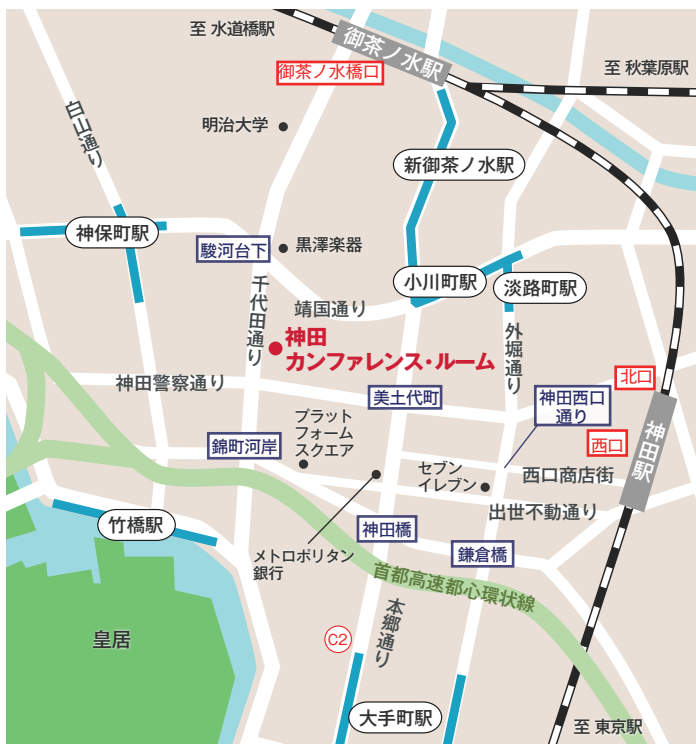 至 水道橋駅
御茶ノ水駅
御茶ノ水橋口
至 秋葉原駅
白山通り
明治大学
新御茶ノ水駅
神保町駅
駿河台下
黒澤楽器
小川町駅
淡路町駅
千代田通り
靖国通り
外堀通り
神田
カンファレンス・ルーム
神田警察通り
美土代町
神田西口
通り
北口
西口
神田駅
プラット
フォーム
スクエア
錦町河岸
セブン
イレブン
西口商店街
出世不動通り
竹橋駅
神田橋
メトロポリタン
銀行
鎌倉橋
首都高速都心環状線
本郷通り
皇居
C2
大手町駅
至 東京駅